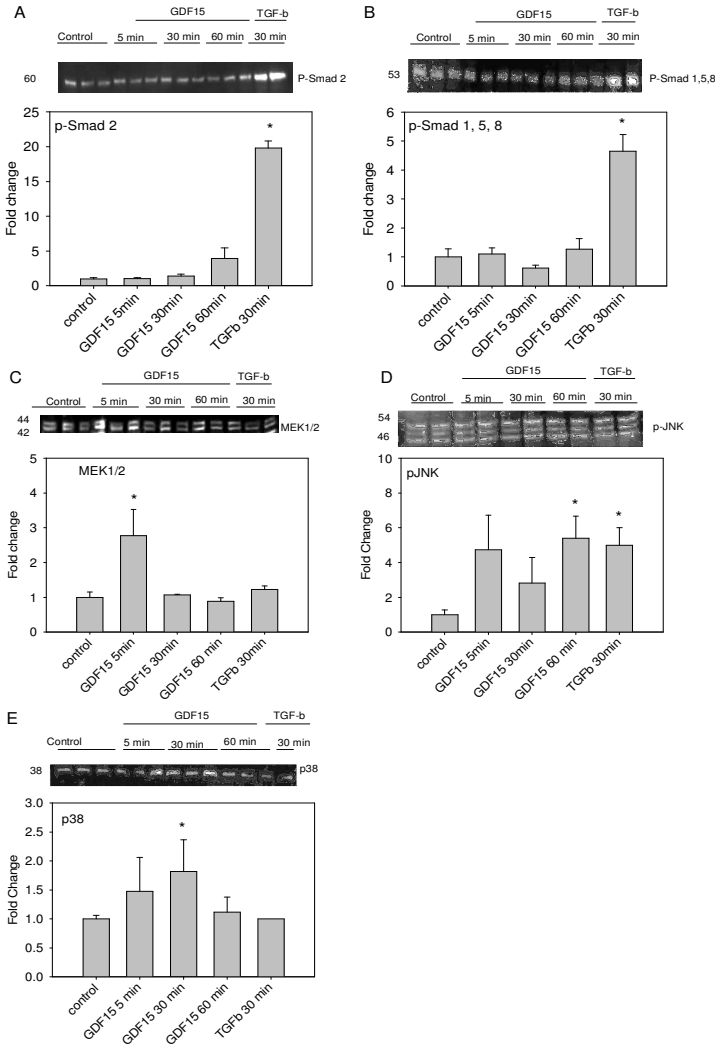 A
GDF15
TGF-b
Control
5 min
30 min
60 min
30 min
60
P-Smad 2
p-Smad 2
Fold change
25
20
15
10
5
0
*
control
GDF15 5min
GDF15 30min
GDF15 60min
TGFb 30min
B
GDF15
TGF-b
Control
5 min
30 min
60 min
30 min
53
P-Smad 1,5,8
p-Smad 1, 5, 8
Fold change
6
5
4
3
2
1
0
*
control
GDF15 5min
GDF15 30min
GDF15 60min
TGFb 30min
C
GDF15
TGF-b
Control
5 min
30 min
60 min
30 min
44
42
MEK1/2
MEK1/2
Fold change
5
4
3
2
1
0
*
control
GDF15 5min
GDF15 30min
GDF15 60 min
TGFb 30min
D
GDF15
TGF-b
Control
5 min
30 min
60 min
30 min
54
46
p-JNK
pJNK
Fold Change
10
8
6
4
2
0
*
*
control
GDF15 5min
GDF15 30min
GDF15 60 min
TGFb 30min
E
GDF15
TGF-b
Control
5 min
30 min
60 min
30 min
38
p38
p38
Fold Change
3.0
2.5
2.0
1.5
1.0
0.5
0.0
*
control
GDF15 5 min
GDF15 30 min
GDF15 60 min
TGFb 30 min